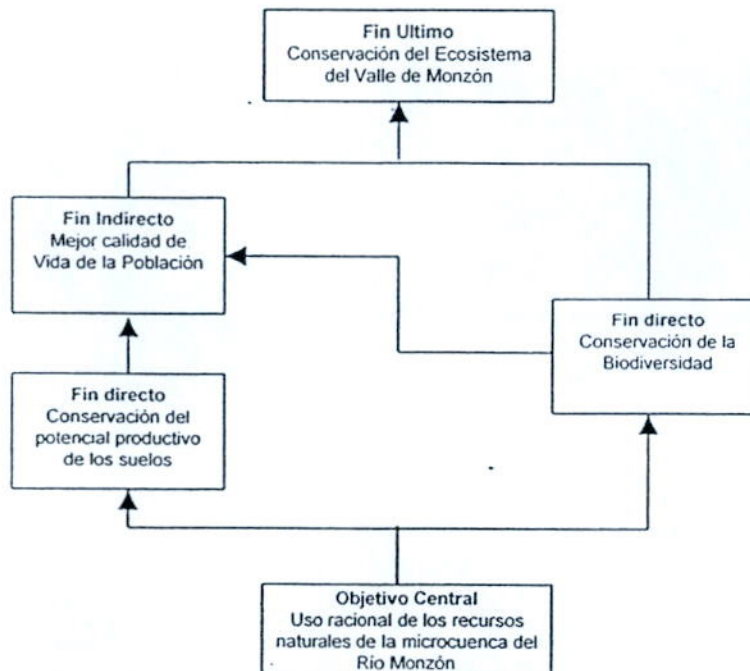 Fin Ultimo
Conservación del Ecosistema
del Valle de Monzón
Fin Indirecto
Mejor calidad de
Vida de la Población
Fin directo
Conservación de la
Biodiversidad
Fin directo
Conservación del
potencial productivo
de los suelos
Objetivo Central
Uso racional de los recursos
naturales de la microcuenca del
Río Monzón